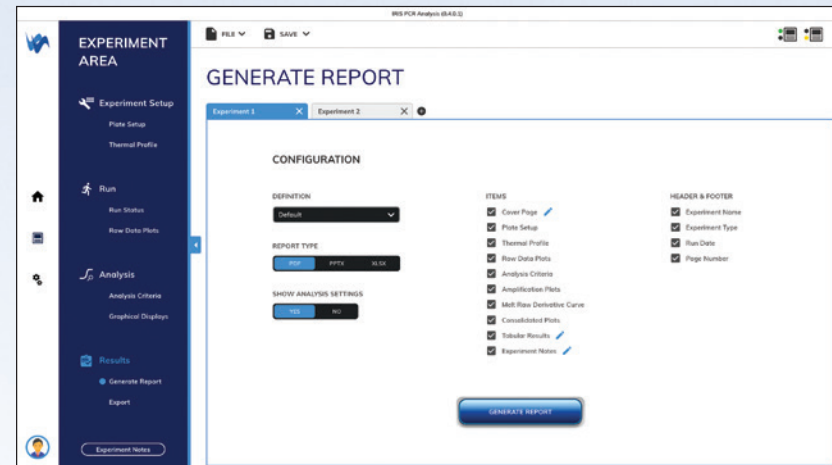 IRIS PCR Analysis (0.4.0.1)
FILE
SAVE
EXPERIMENT
AREA
Experiment Setup
Plate Setup
Thermal Profile
Run
Run Status
Raw Data Plots
Analysis
Analysis Criteria
Graphical Displays
Results
Generate Report
Export
Experiment Notes
GENERATE REPORT
Experiment 1
Experiment 2
CONFIGURATION
DEFINITION
Default
REPORT TYPE
PDF PPTX XLSX
SHOW ANALYSIS SETTINGS
YES NO
ITEMS
Cover Page
Plate Setup
Thermal Profile
Raw Data Plots
Analysis Criteria
Amplification Plots
Melt Raw Derivative Curve
Consolidated Plots
Tabular Results
Experiment Notes
HEADER & FOOTER
Experiment Name
Experiment Type
Run Date
Page Number
GENERATE REPORT